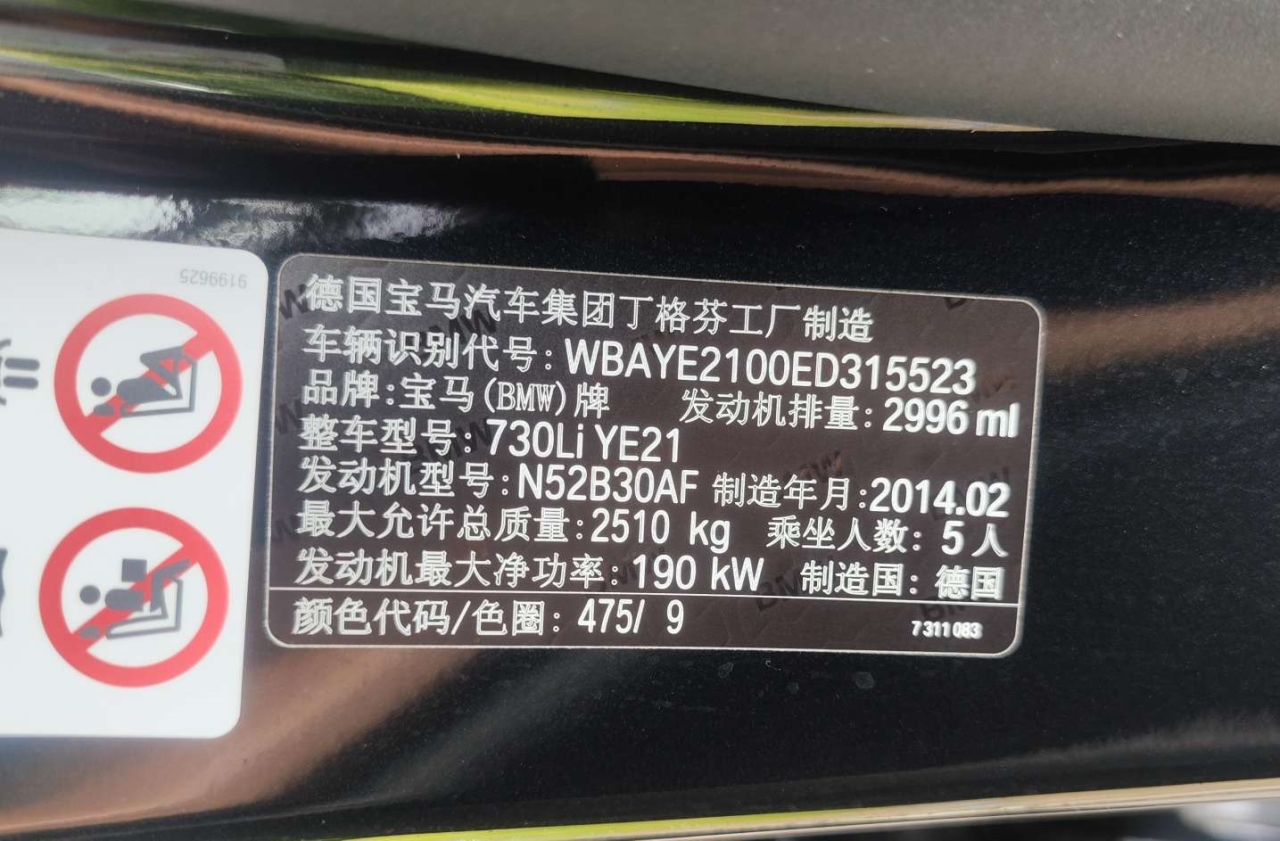 9199625
德国宝马汽车集团丁格芬工厂制造
车辆识别代号: WBAYE2100ED315523
品牌:宝马(BMW)牌 发动机排量: 2996 ml
整车型号: 730Li YE21
发动机型号:N52B30AF 制造年月:2014.02
最大允许总质量:2510 kg 乘坐人数: 5人
发动机最大净功率: 190 kW 制造国: 德国
颜色代码/色圈: 475/ 9
7311083